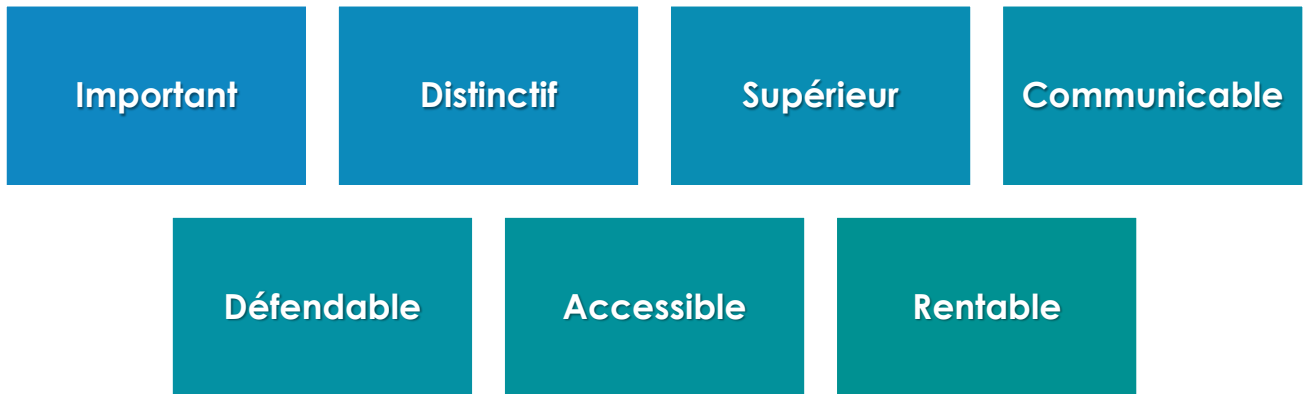 Important
Distinctif
Supérieur
Communicable
Défendable
Accessible
Rentable